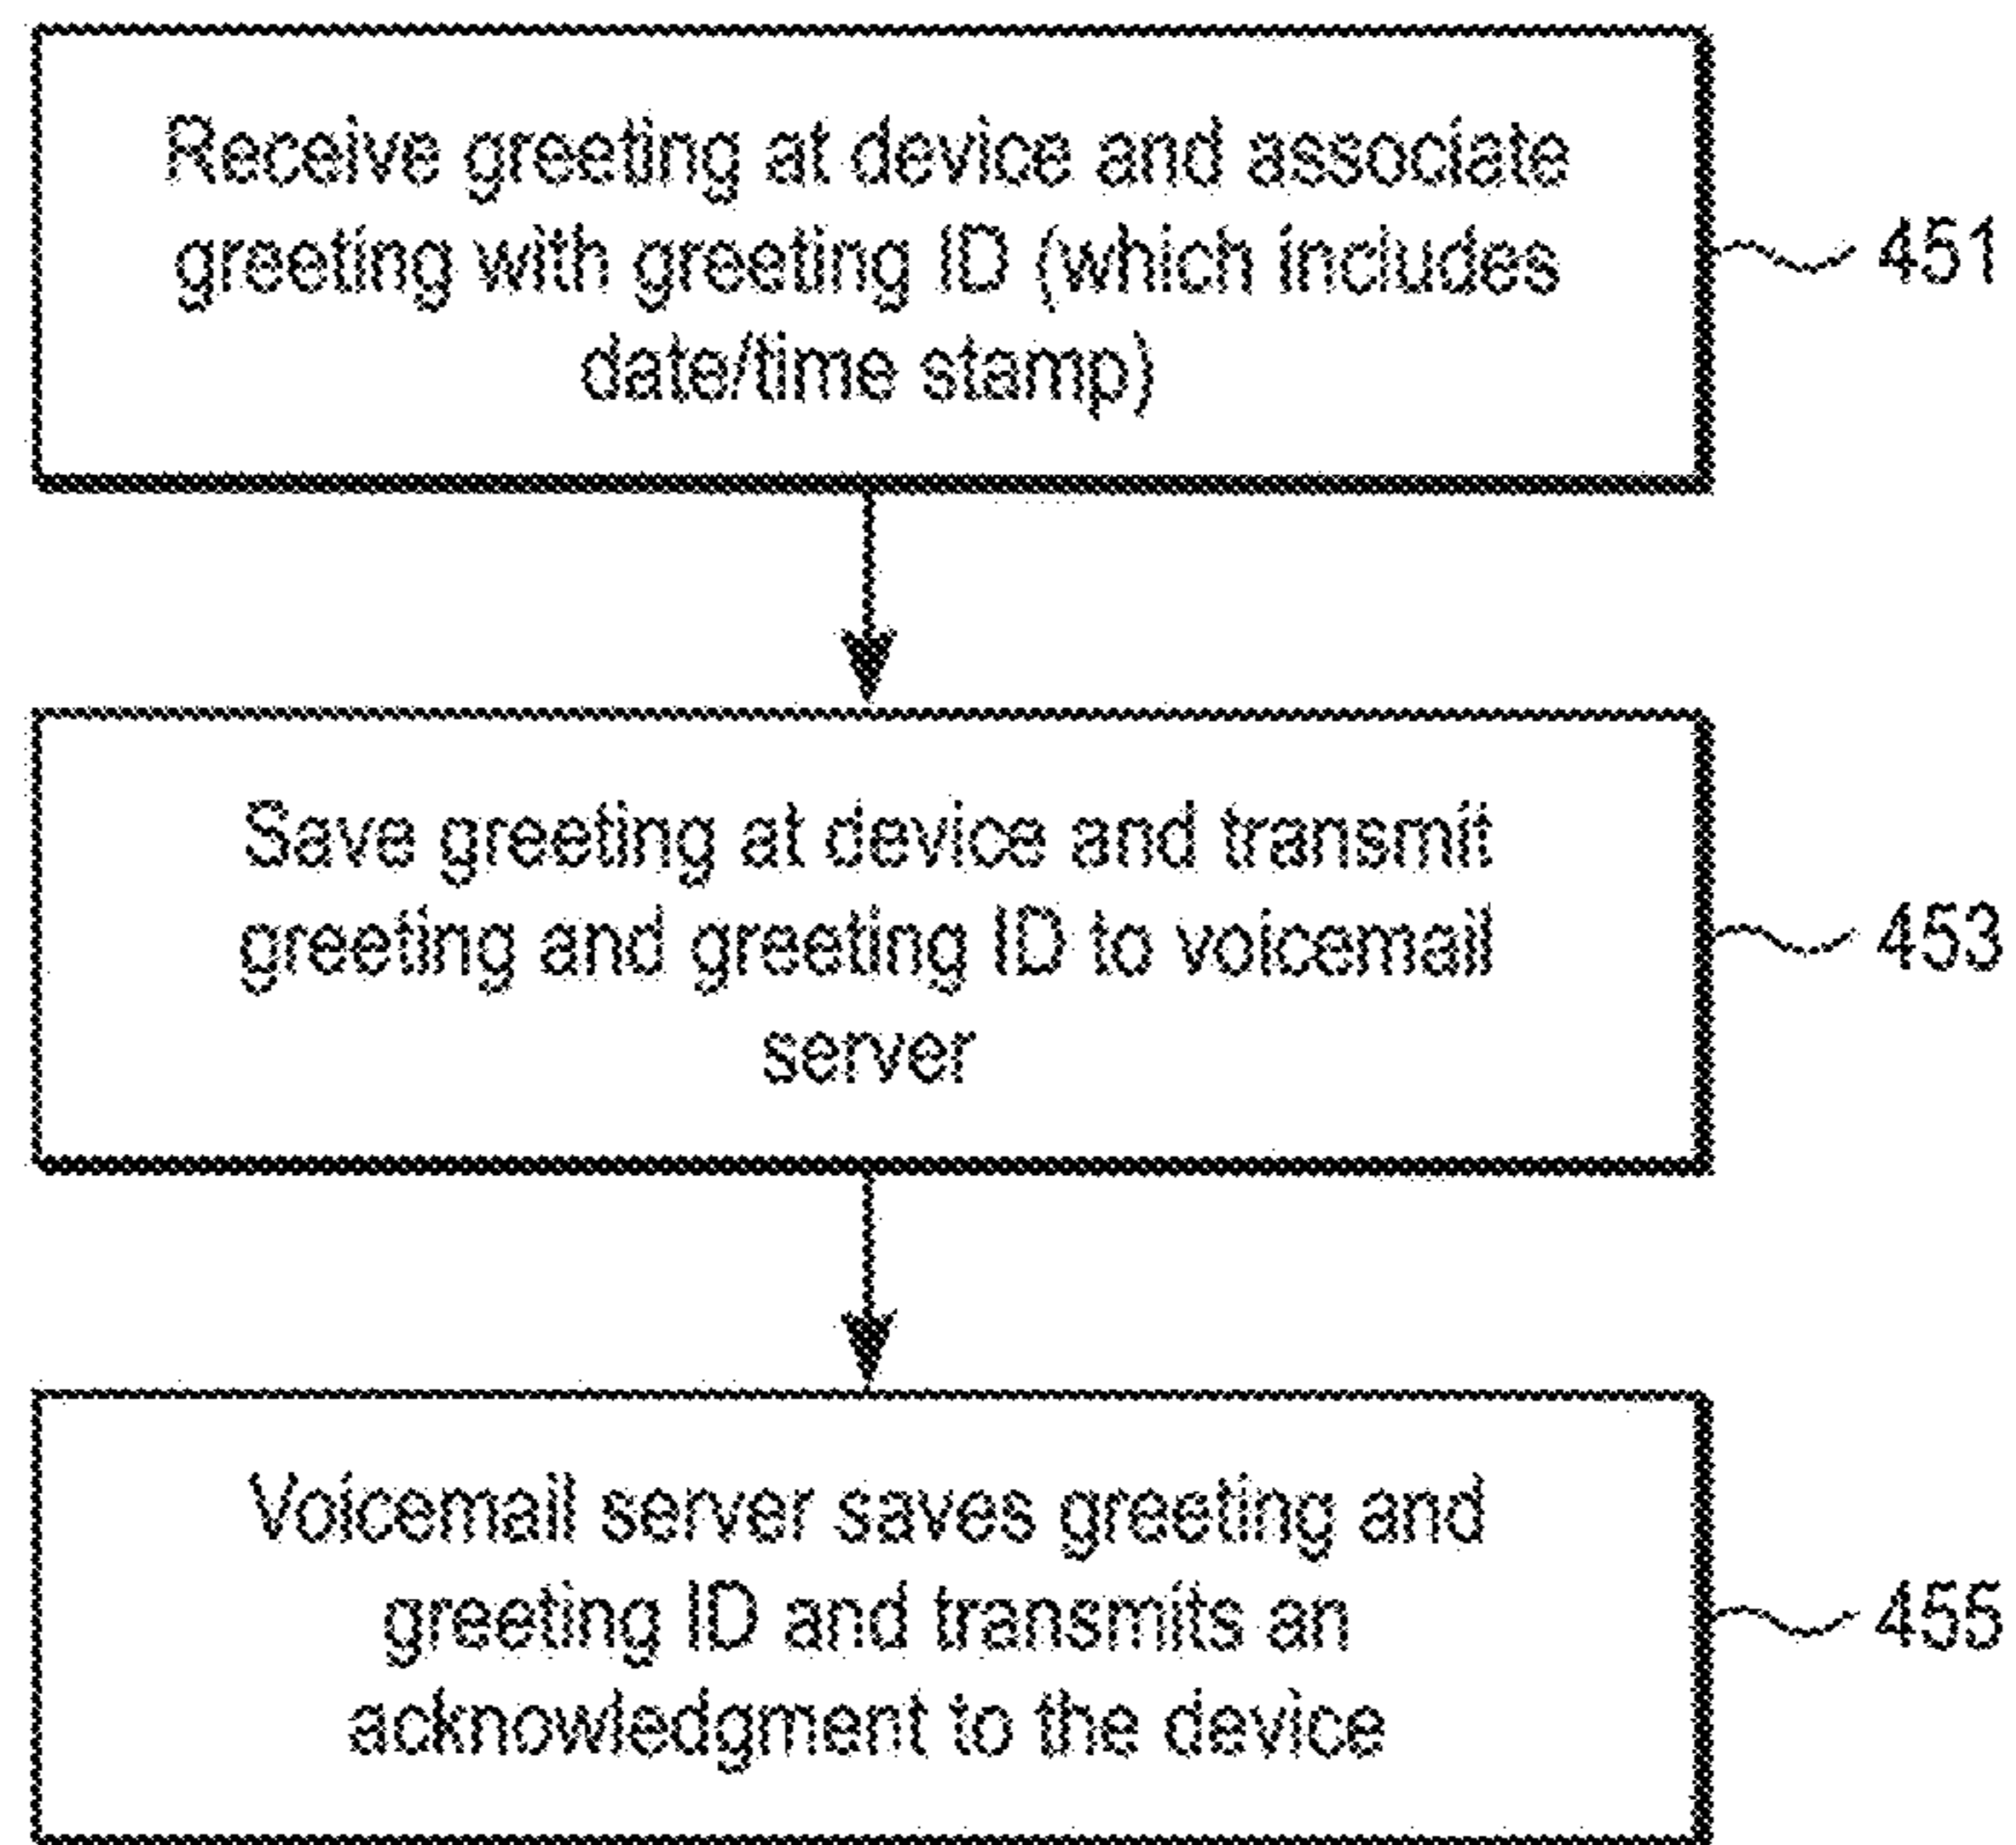 Receive greeting at device and associate
greeting with greeting ID (which includes
date/time stamp)
451
Save greeting at device and transmit
greeting and greeting ID to voicemail
server
453
Voicemail server saves greeting and
greeting ID and transmits an
acknowledgment to the device
455